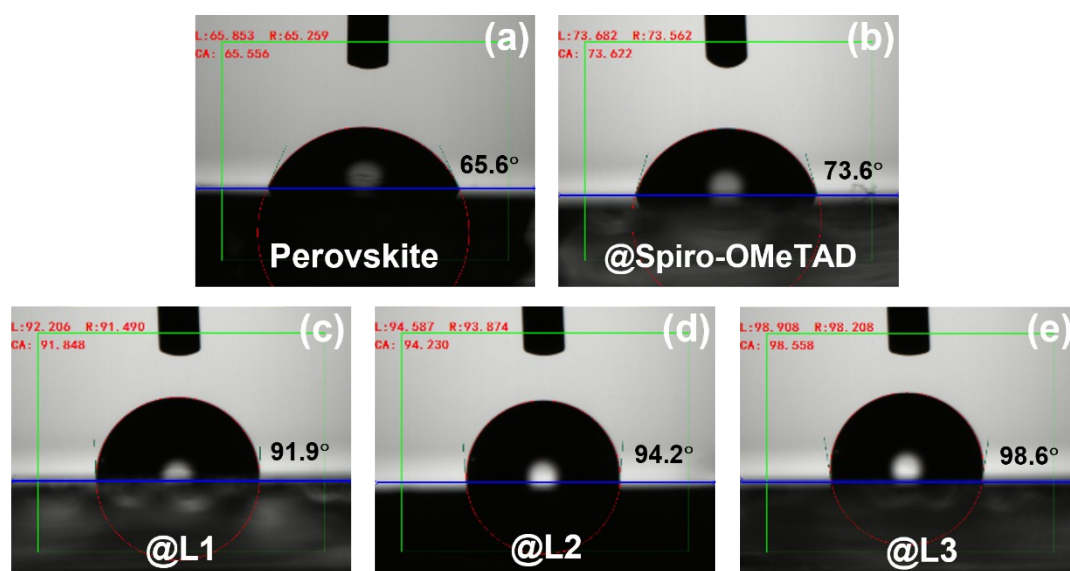 L:65.853 R:65.259 (a)
CA: 65.556
65.6°
Perovskite
L:73.682 R:73.562 (b)
CA: 73.622
73.6°
@Spiro-OMeTAD
L:92.206 R:91.490 (c)
CA: 91.848
91.9°
@L1
L:94.587 R:93.874 (d)
CA: 94.230
94.2°
@L2
L:98.908 R:98.208 (e)
CA: 98.558
98.6°
@L3